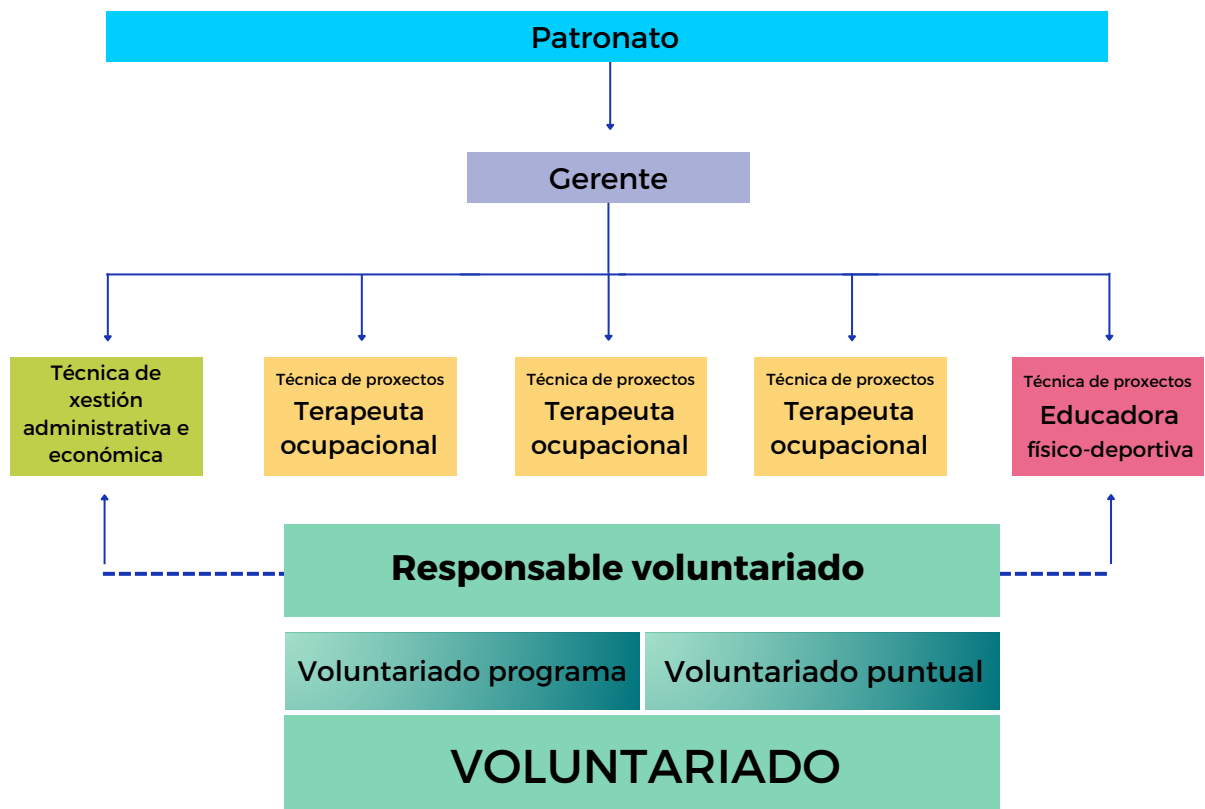 Patronato
Gerente
Técnica de
xestión
administrativa e
económica
Técnica de proxectos
Terapeuta
ocupacional
Técnica de proxectos
Terapeuta
ocupacional
Técnica de proxectos
Terapeuta
ocupacional
Técnica de proxectos
Educadora
físico-deportiva
Responsable voluntariado
Voluntariado programa
Voluntariado puntual
VOLUNTARIADO